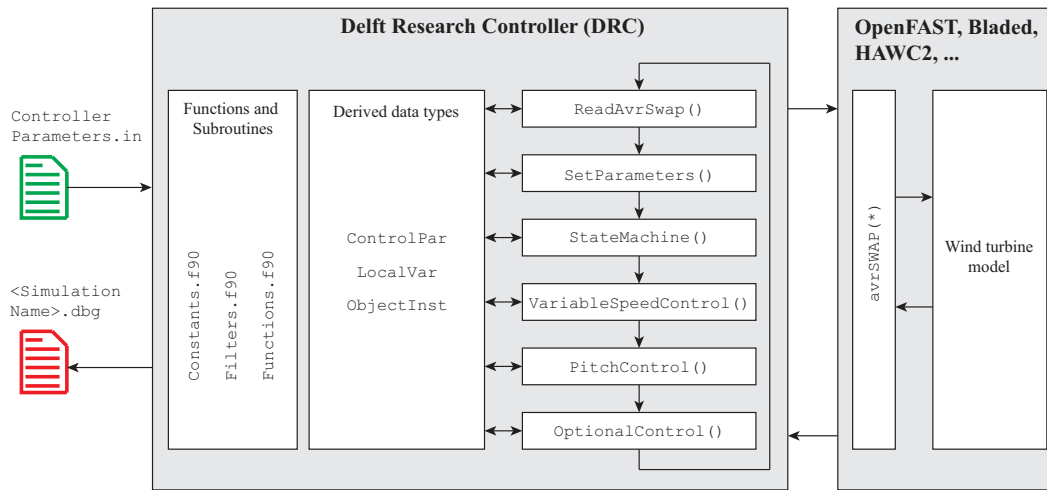 Delft Research Controller (DRC)
OpenFAST, Bladed,
HAWC2, ...
Controller
Parameters.in
<Simulation
Name>.dbg
Functions and
Subroutines
Constants.f90
Filters.f90
Functions.f90
Derived data types
ControlPar
LocalVar
ObjectInst
ReadAvrSwap()
SetParameters()
StateMachine()
VariableSpeedControl()
PitchControl()
OptionalControl()
avrSWAP(*)
Wind turbine
model